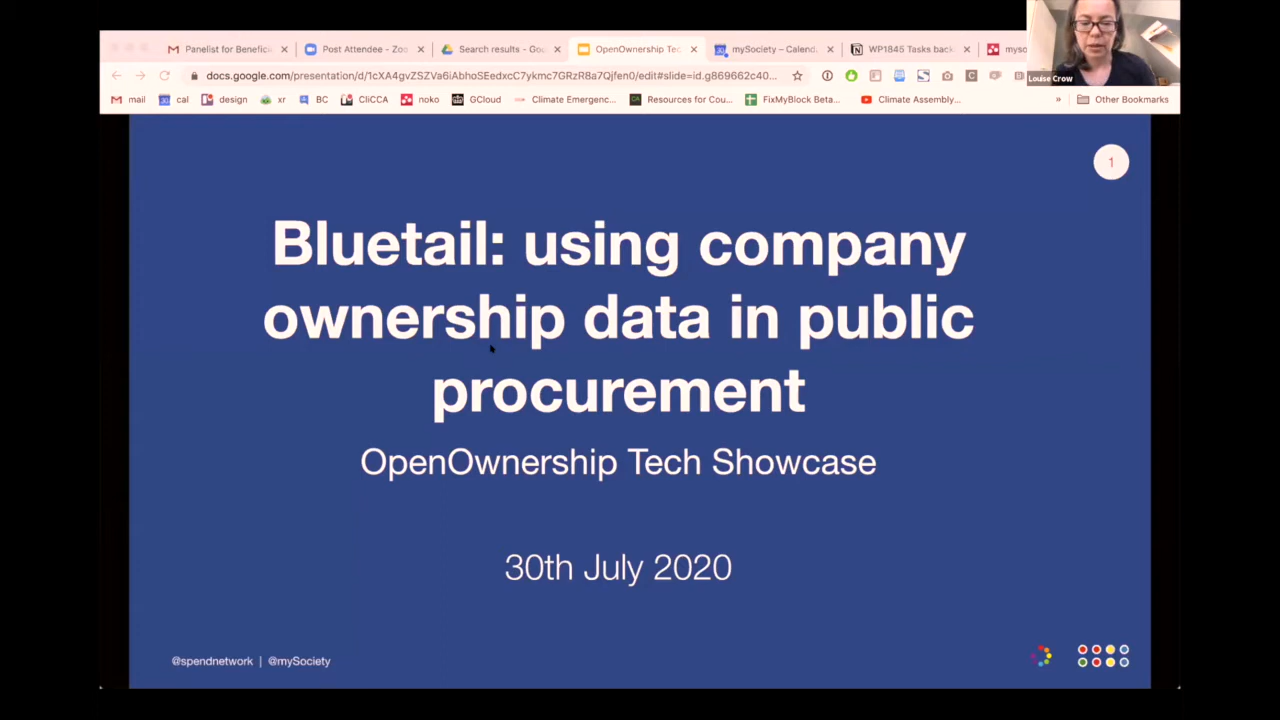 Panelist for Benefici
Post Attendee - Zoo
Search results - Goo
OpenOwnership Tec
mySociety – Calend
WP1845 Tasks back
myso
docs.google.com/presentation/d/1cXA4gvZSZVa6iAbhoSEedxcC7ykmc7GRzR8a7Qjfen0/edit#slide=id.g869662c40...
Louise Crow
mail
cal
design
xr
BC
CliCCA
noko
GCloud
Climate Emergenc...
Resources for Cou...
FixMyBlock Beta...
Climate Assembly...
»
Other Bookmarks
1
Bluetail: using company
ownership data in public
procurement
OpenOwnership Tech Showcase
30th July 2020
@spendnetwork | @mySociety